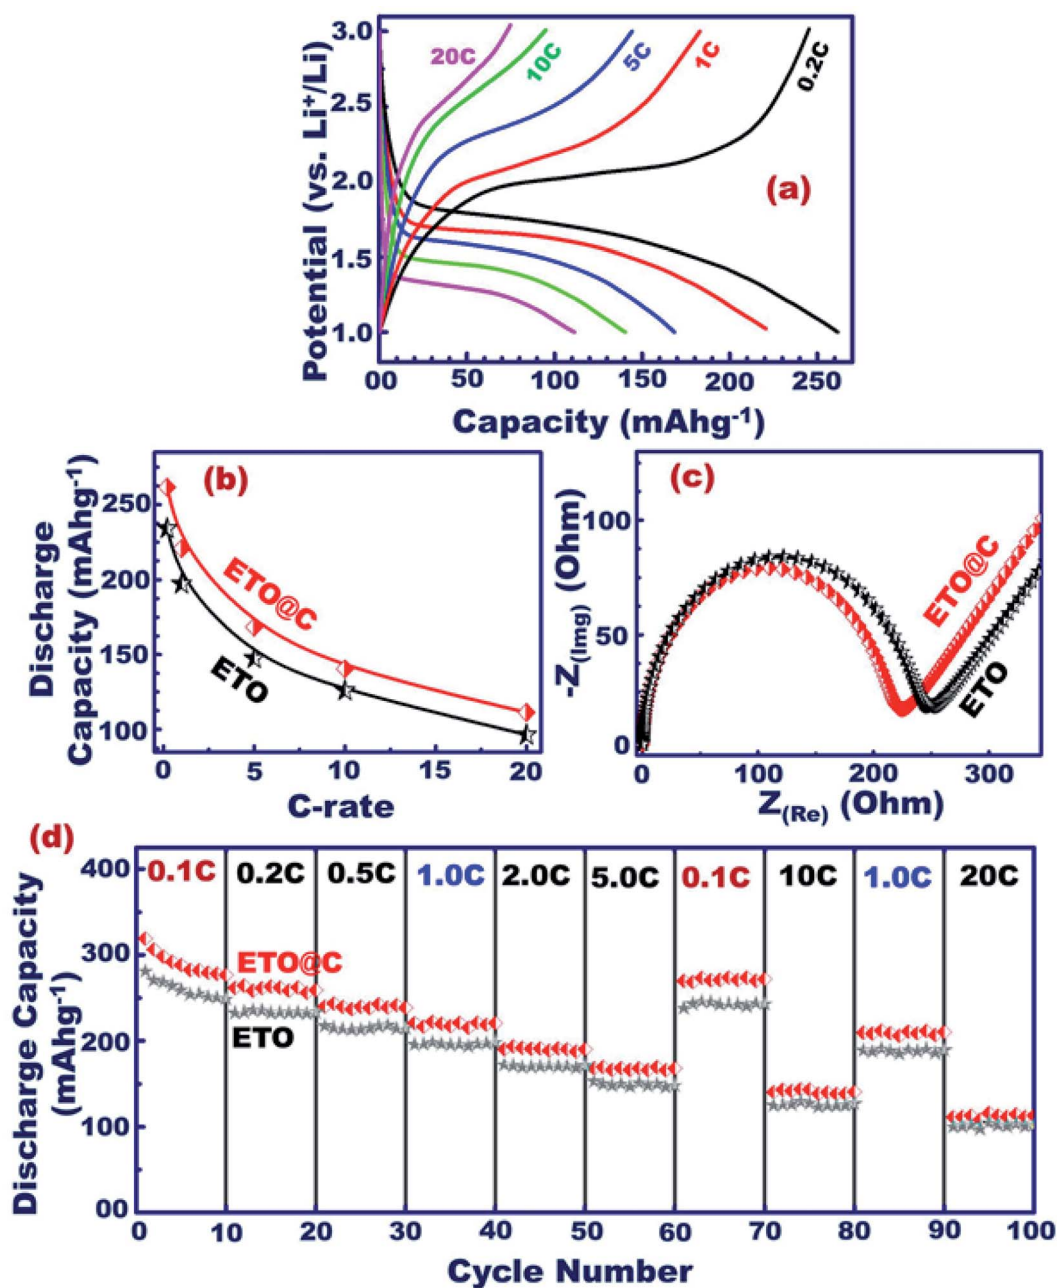 3.0
2.5
2.0
1.5
1.0
Potential (vs. Li⁺/Li)
20C
10C
5C
1C
0.2C
(a)
00 50 100 150 200 250
Capacity (mAhg⁻¹)
(b)
250
200
150
100
Discharge
Capacity (mAhg⁻¹)
ETO@C
ETO
0 5 10 15 20
C-rate
(c)
100
50
0
-Z(Img) (Ohm)
ETO@C
ETO
0 100 200 300
Z(Re) (Ohm)
(d)
400
300
200
100
00
Discharge Capacity
(mAhg⁻¹)
0.1C 0.2C 0.5C 1.0C 2.0C 5.0C 0.1C 10C 1.0C 20C
ETO@C
ETO
0 10 20 30 40 50 60 70 80 90 100
Cycle Number